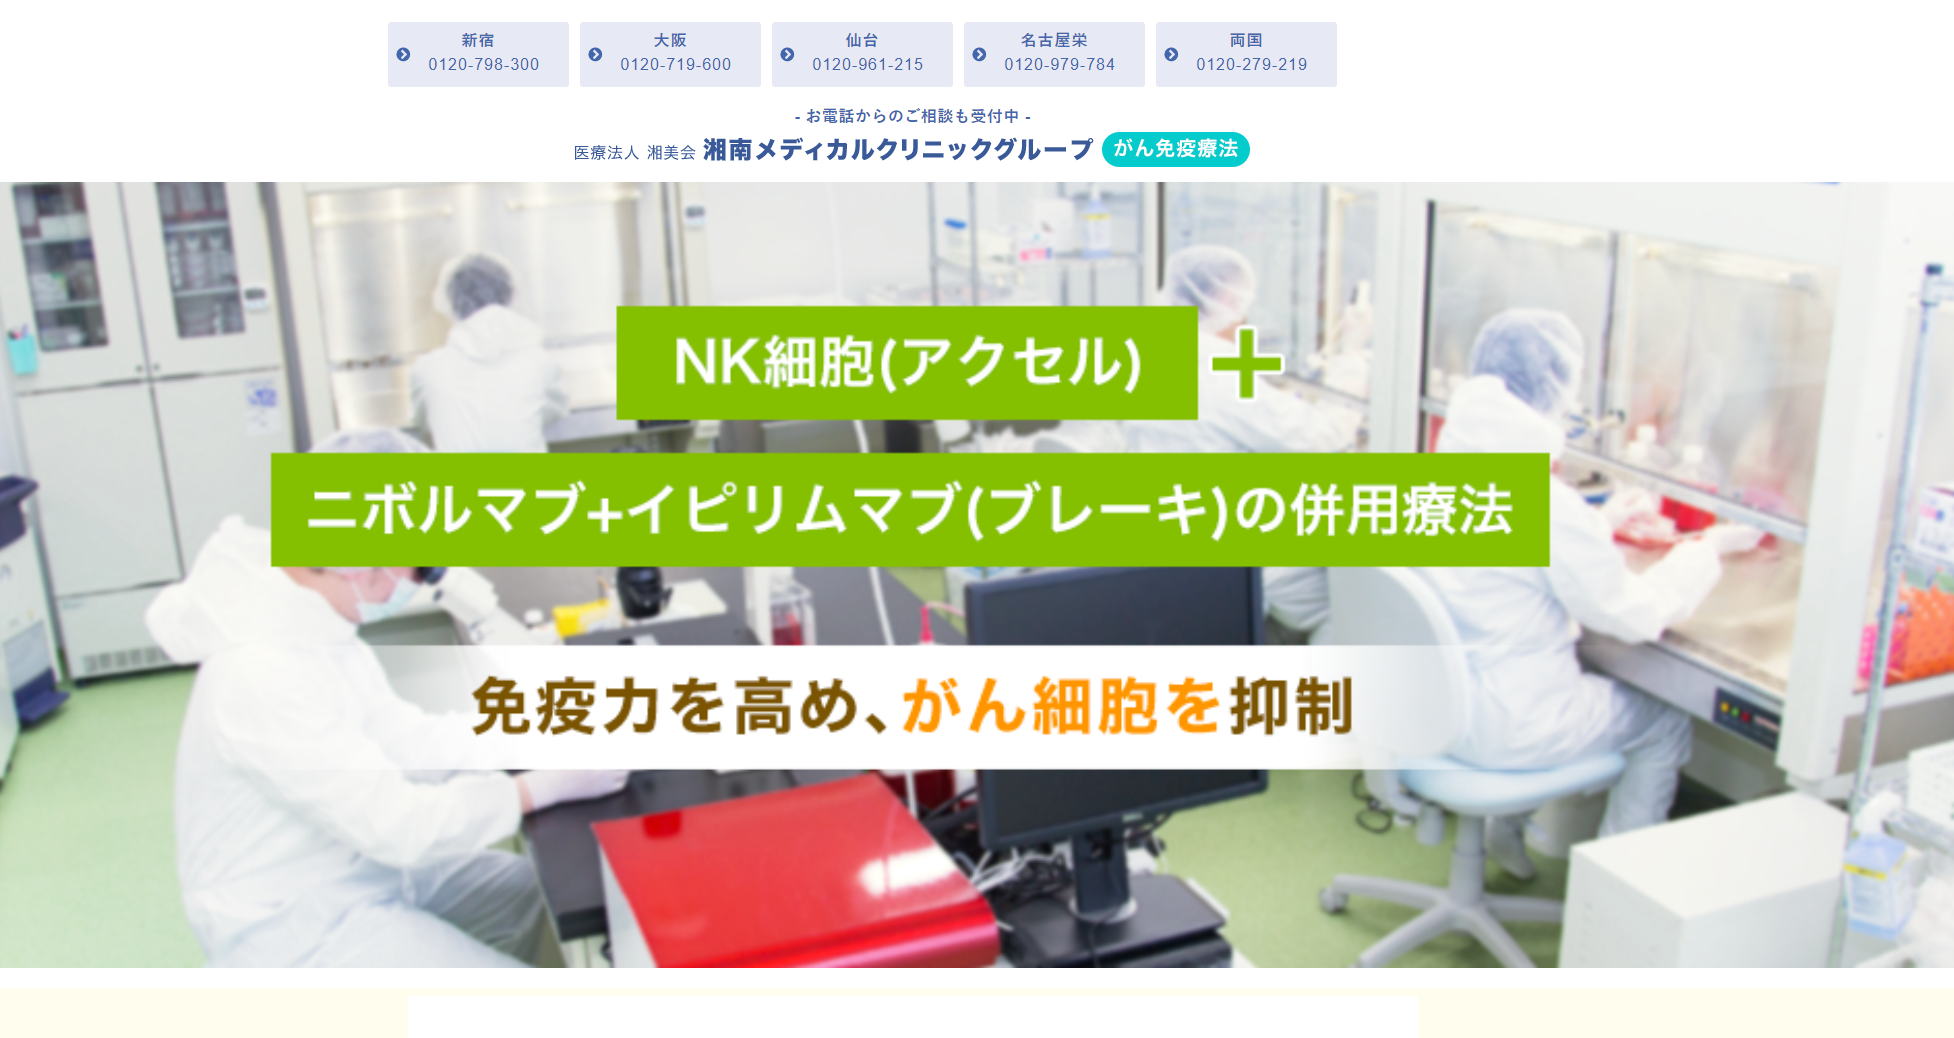 新宿
0120-798-300
大阪
0120-719-600
仙台
0120-961-215
名古屋栄
0120-979-784
両国
0120-279-219
- お電話からのご相談も受付中 -
医療法人 湘美会 湘南メディカルクリニックグループ がん免疫療法
NK細胞(アクセル) +
ニボルマブ+イピリムマブ(ブレーキ)の併用療法
免疫力を高め、がん細胞を抑制